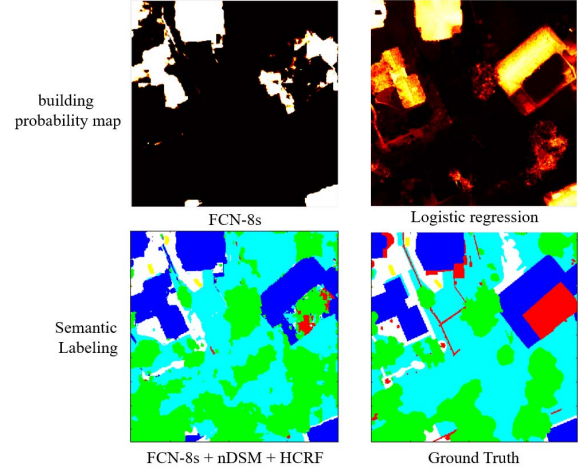 building
probability map
FCN-8s
Logistic regression
Semantic
Labeling
FCN-8s + nDSM + HCRF
Ground Truth